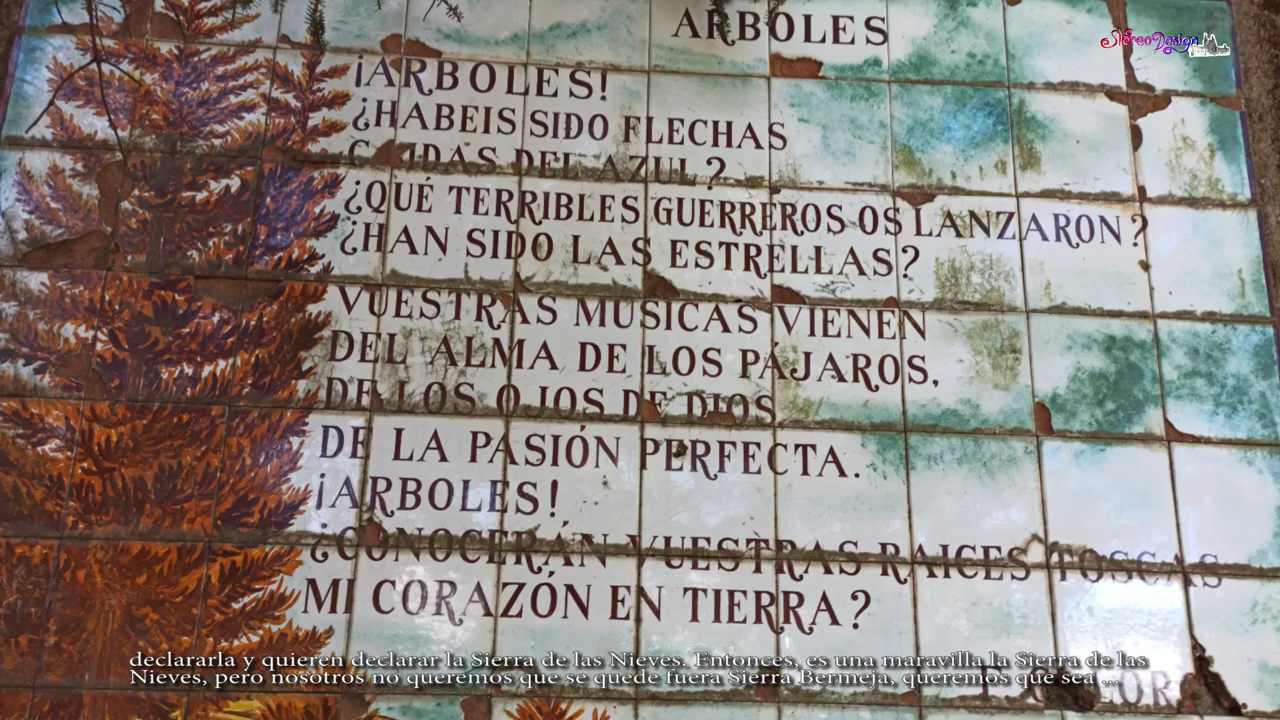 ARBOLES
StereoDesign
¡ARBOLES!
¿HABEIS SIDO FLECHAS
CAIDAS DEL AZUL?
¿QUÉ TERRIBLES GUERREROS OS LANZARON?
¿HAN SIDO LAS ESTRELLAS?
VUESTRAS MUSICAS VIENEN
DEL ALMA DE LOS PÁJAROS,
DE LOS OJOS DE DIOS
DE LA PASIÓN PERFECTA.
¡ARBOLES!
¿CONOCERÁN VUESTRAS RAICES TOSCAS
MI CORAZÓN EN TIERRA?
declararla y quieren declarar la Sierra de las Nieves. Entonces, es una maravilla la Sierra de las
Nieves, pero nosotros no queremos que se quede fuera Sierra Bermeja, queremos que sea ...